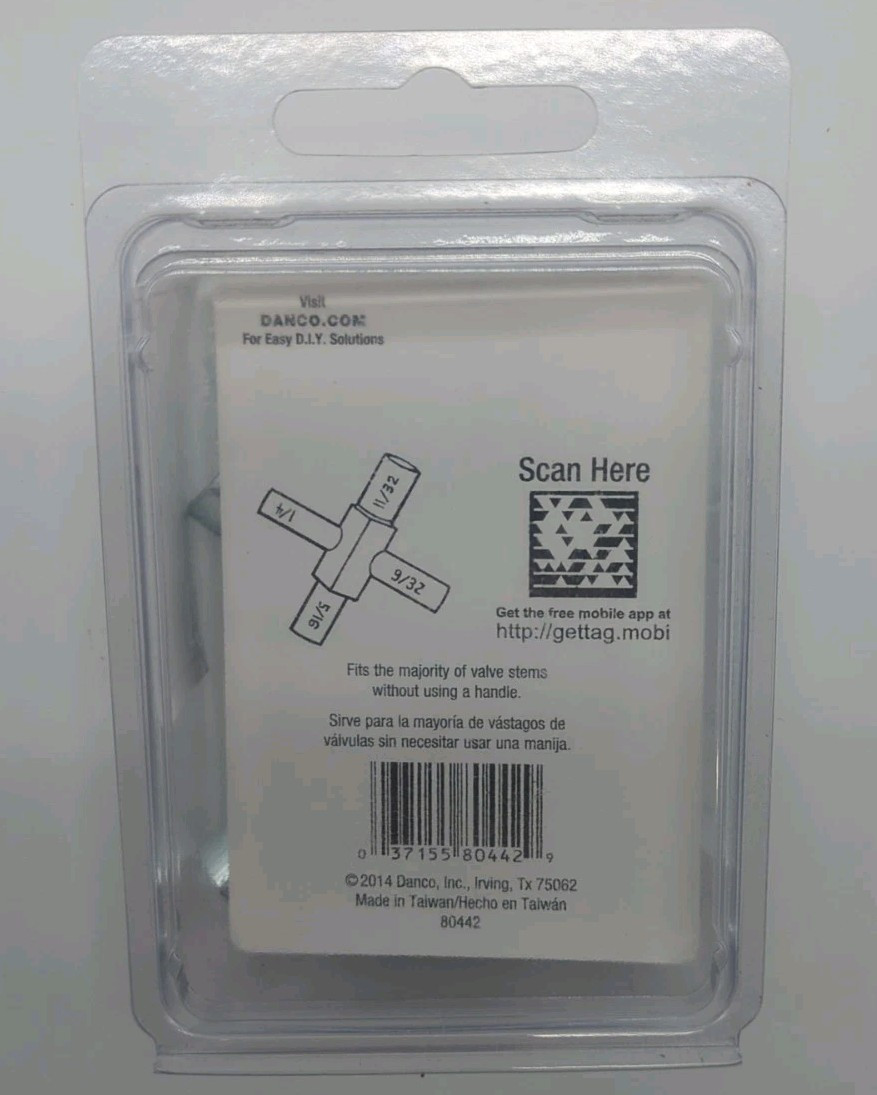 Visit
DANCO.COM
For Easy D.I.Y. Solutions
11/32
1/4
9/32
5/16
Scan Here
Get the free mobile app at
http://gettag.mobi
Fits the majority of valve stems
without using a handle.
Sirve para la mayoría de vástagos de
válvulas sin necesitar usar una manija.
0 37155 80442 9
©2014 Danco, Inc., Irving, Tx 75062
Made in Taiwan/Hecho en Taiwán
80442